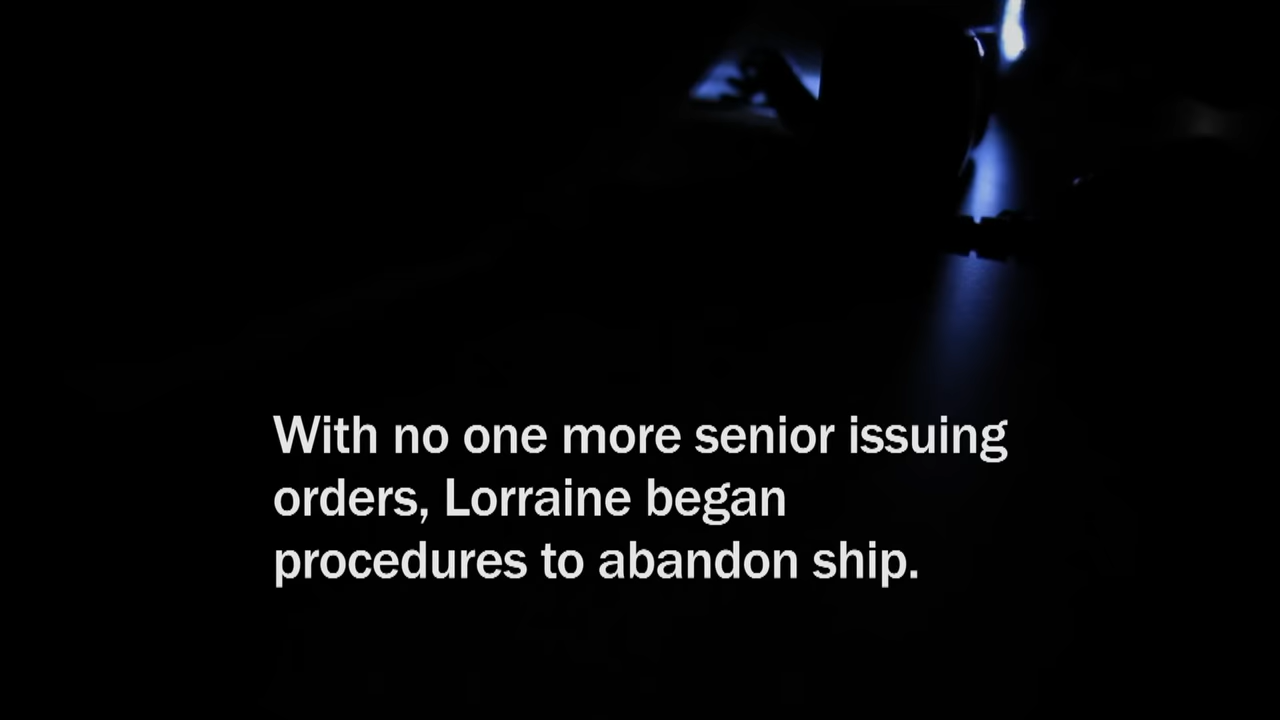 With no one more senior issuing
orders, Lorraine began
procedures to abandon ship.